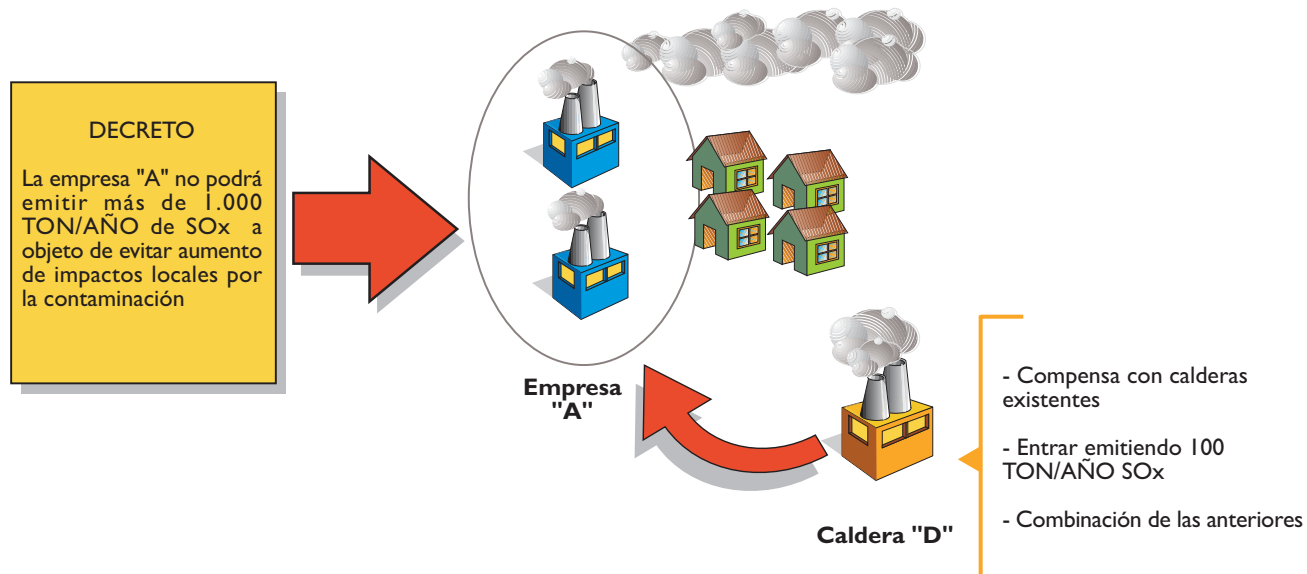 DECRETO
La empresa "A" no podrá
emitir más de 1.000
TON/AÑO de SOx a
objeto de evitar aumento
de impactos locales por
la contaminación
Empresa
"A"
Caldera "D"
- Compensa con calderas
existentes
- Entrar emitiendo 100
TON/AÑO SOx
- Combinación de las anteriores